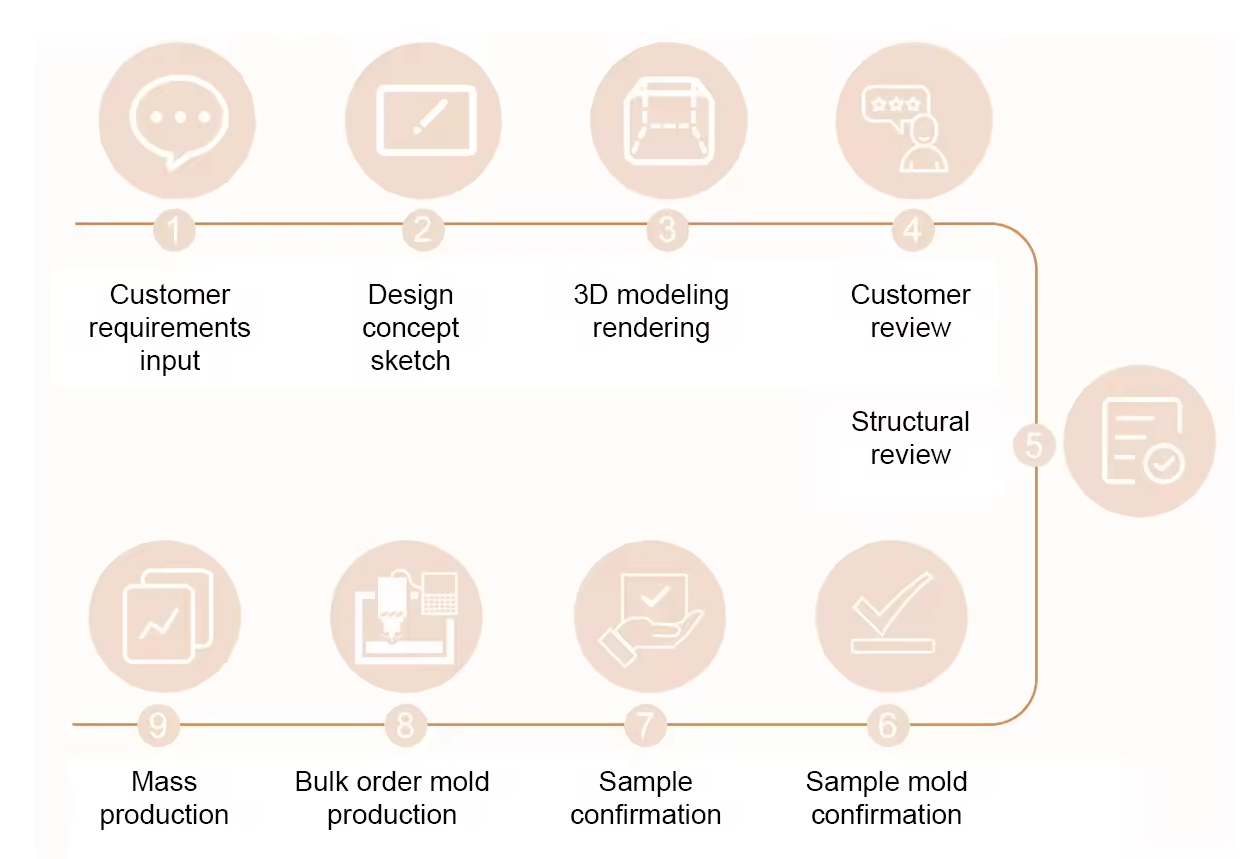 1
2
3
4
Customer
requirements
input
Design
concept
sketch
3D modeling
rendering
Customer
review
Structural
review
5
9
8
7
6
Mass
production
Bulk order mold
production
Sample
confirmation
Sample mold
confirmation